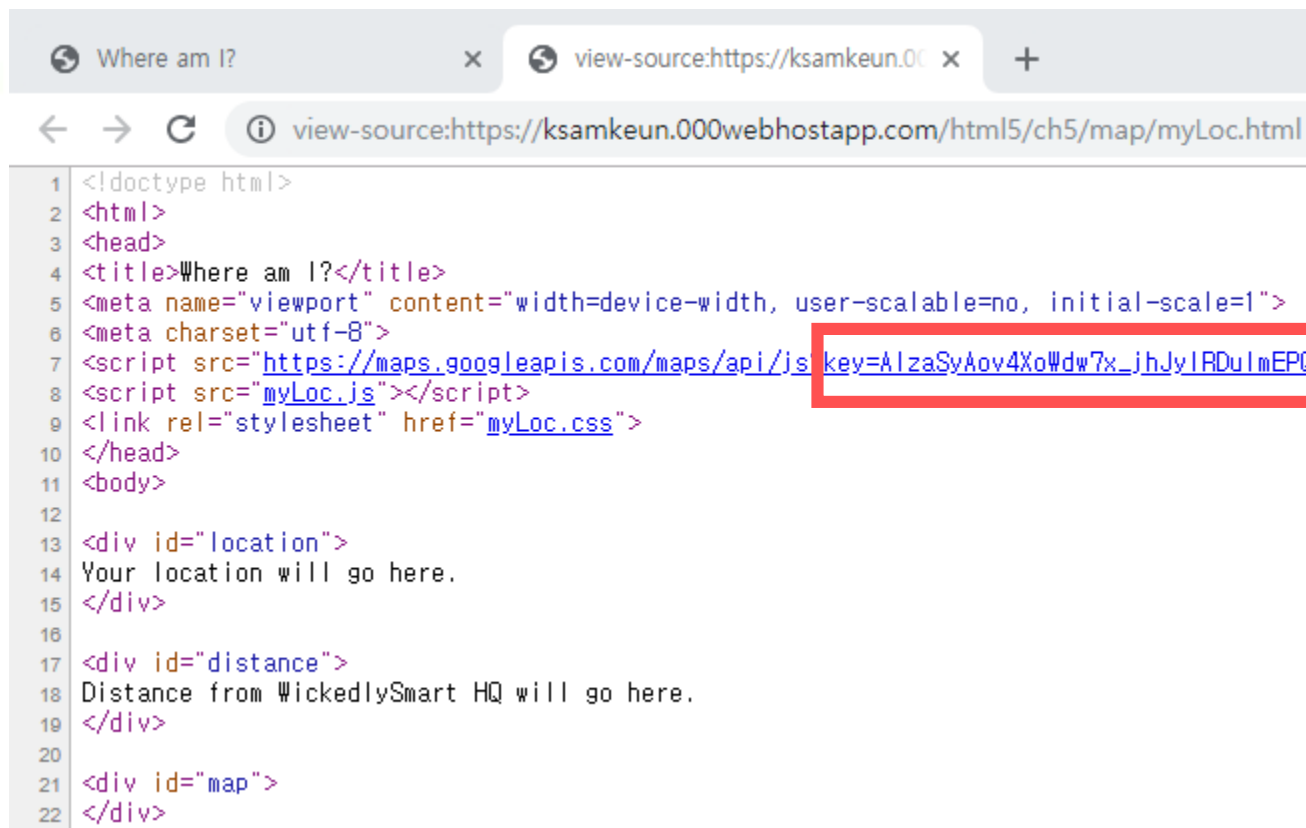 Where am I?
view-source:https://ksamkeun.00
view-source:https://ksamkeun.000webhostapp.com/html5/ch5/map/myLoc.html
1 <!doctype html>
2 <html>
3 <head>
4 <title>Where am I?</title>
5 <meta name="viewport" content="width=device-width, user-scalable=no, initial-scale=1">
6 <meta charset="utf-8">
7 <script src="https://maps.googleapis.com/maps/api/js key=
8 <script src="myLoc.js"></script>
9 <link rel="stylesheet" href="myLoc.css">
10 </head>
11 <body>
12
13 <div id="location">
14 Your location will go here.
15 </div>
16
17 <div id="distance">
18 Distance from WickedlySmart HQ will go here.
19 </div>
20
21 <div id="map">
22 </div>